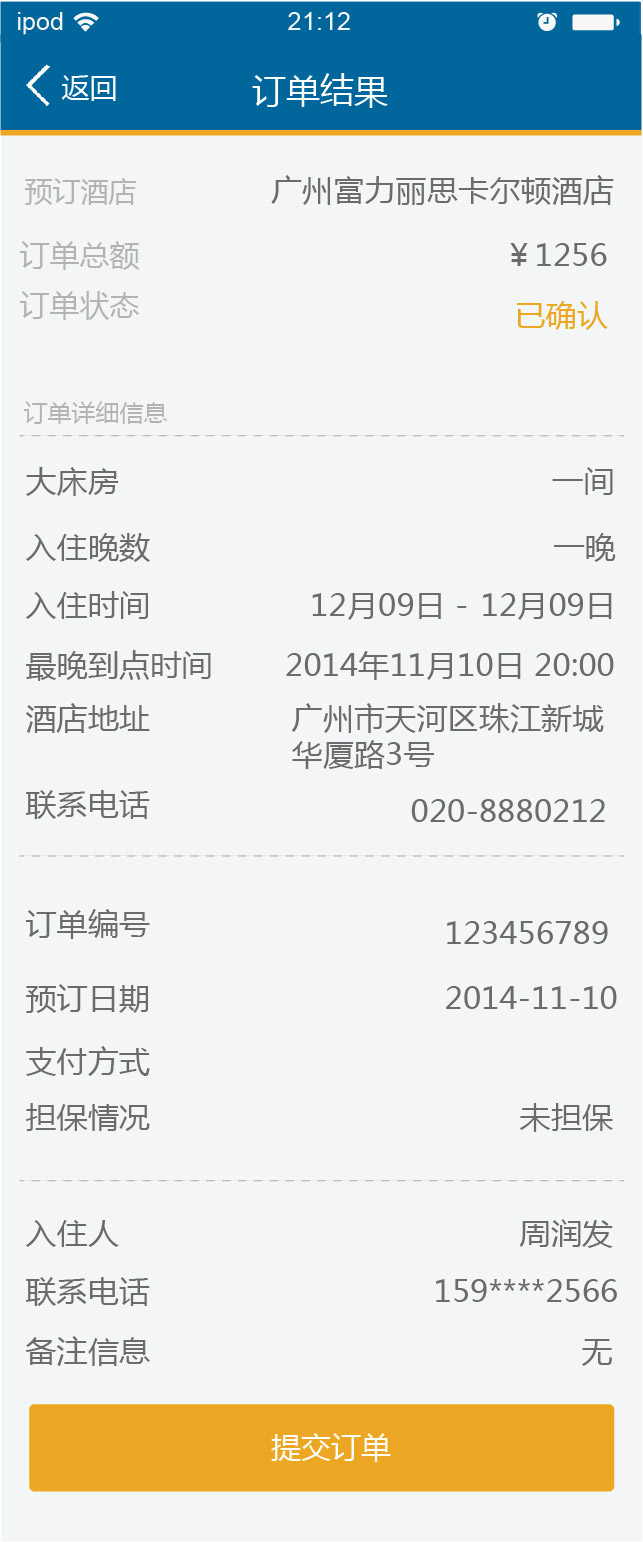 ipod 21:12
返回 订单结果
预订酒店 广州富力丽思卡尔顿酒店
订单总额 ¥1256
订单状态 已确认
订单详细信息
大床房 一间
入住晚数 一晚
入住时间 12月09日 - 12月09日
最晚到点时间 2014年11月10日 20:00
酒店地址 广州市天河区珠江新城
华厦路3号
联系电话 020-8880212
订单编号 123456789
预订日期 2014-11-10
支付方式
担保情况 未担保
入住人 周润发
联系电话 159****2566
备注信息 无
提交订单